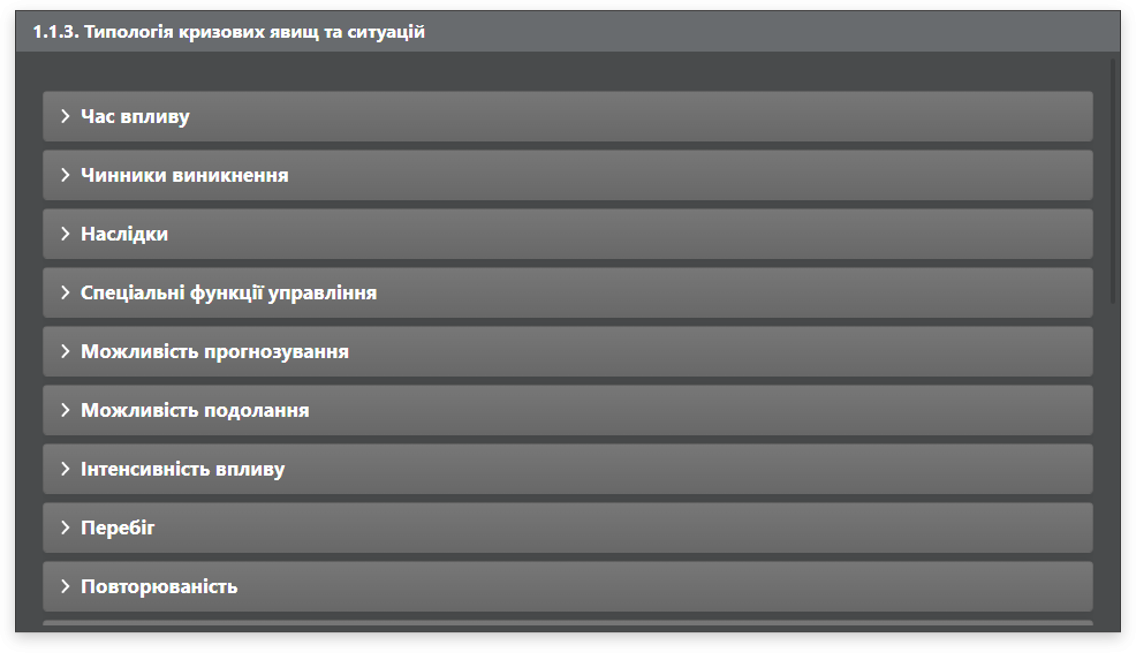 1.1.3. Типологія кризових явищ та ситуацій
Час впливу
Чинники виникнення
Наслідки
Спеціальні функції управління
Можливість прогнозування
Можливість подолання
Інтенсивність впливу
Перебіг
Повторюваність